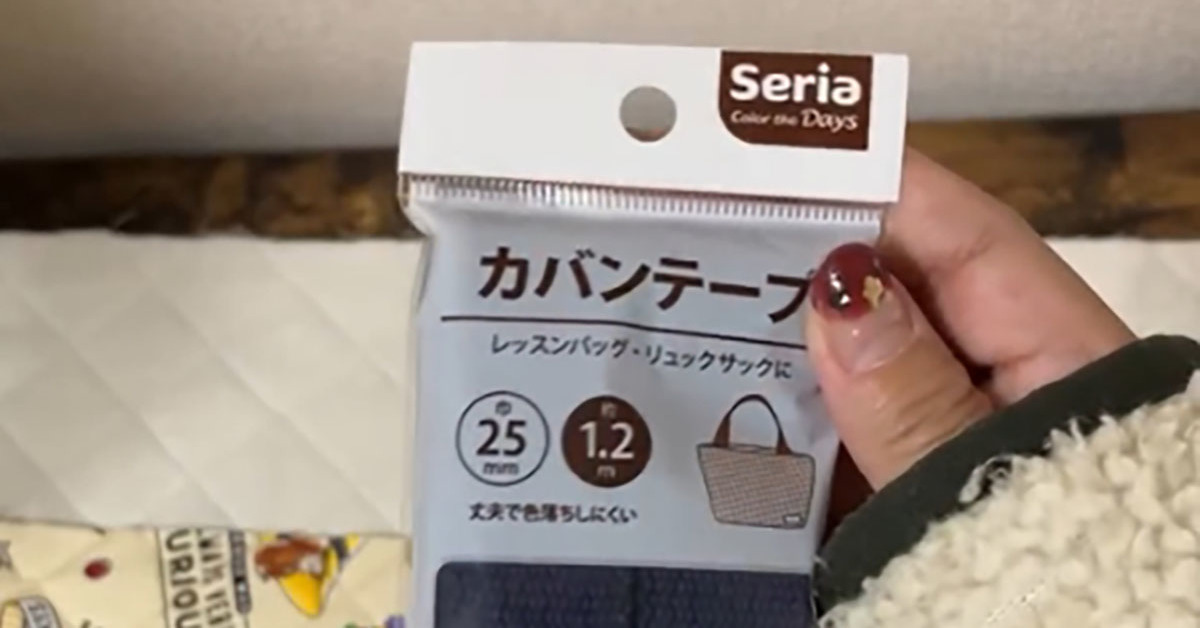 Seria
Color the Days
カバンテープ
レッスンバッグ・リュックサックに
巾
25
mm
約
1.2
m
丈夫で色落ちしにくい
URIOU